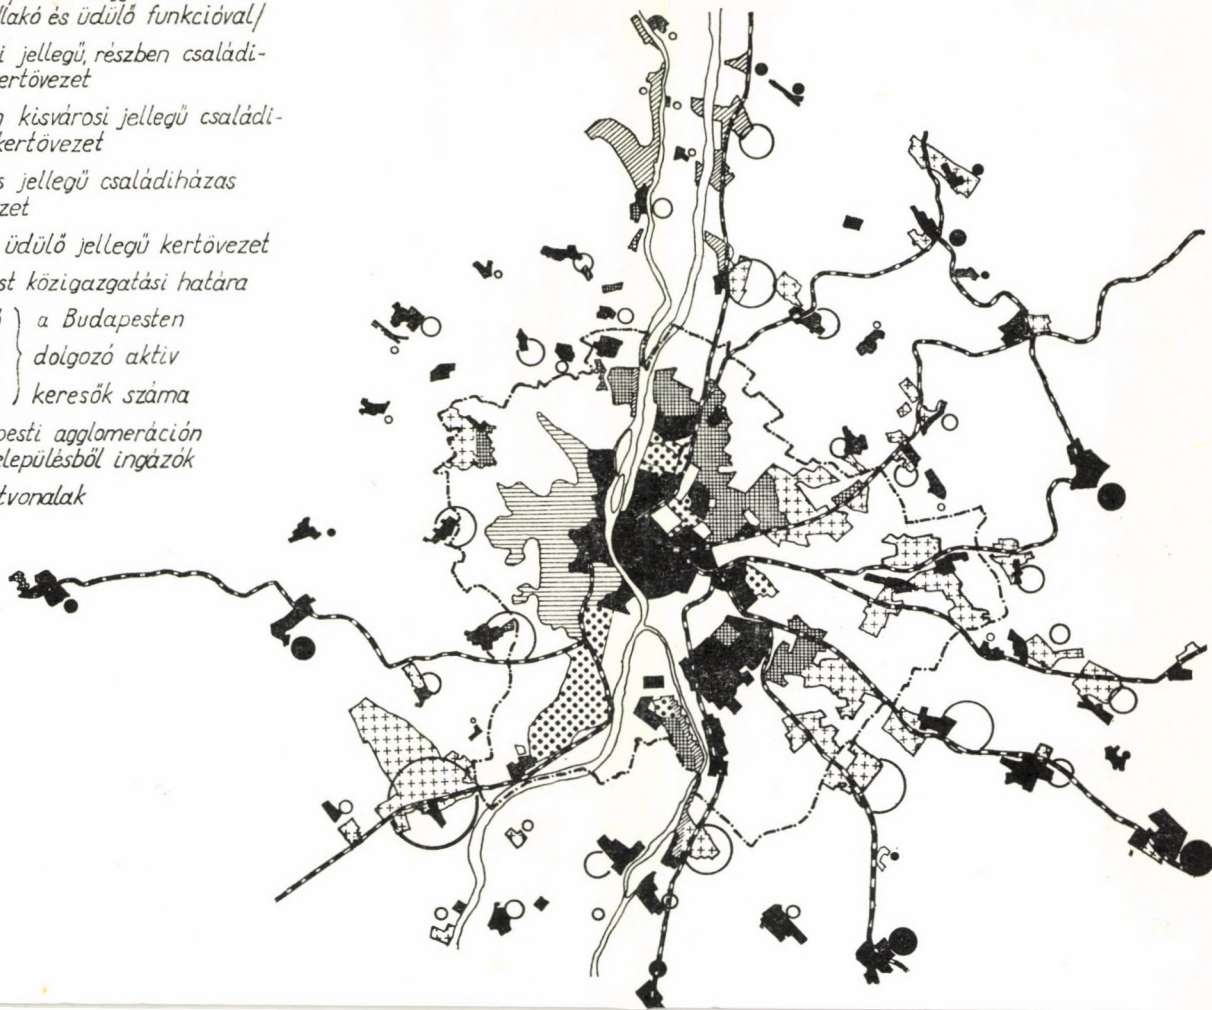 lakó és üdülő funkcióval/
jellegű, részben családi-
ertövezet
kisvárosi jellegű családi-
kertövezet
jellegű családiházas
zet
üdülő jellegű kertövezet
st közigazgatási határa
a Budapesten
dolgozó aktiv
keresők száma
pesti agglomeráción
elepülésből ingázók
tvonalak